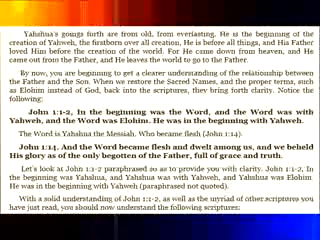 Yahshua's goings forth are from old, from everlasting. He is the beginning of
the creation of Yahweh, the firstborn over all creation, He is before all things, and His Father
loved Him before the creation of the world. For He came down from heaven, and He
came out from the Father, and He leaves the world to go to the Father.
By now, you are beginning to get a clearer understanding of the relationship between
the Father and the Son. When we restore the Sacred Names, and the proper terms, such
as Elohim instead of God, back into the scriptures, they bring forth clarity. Notice the
following:
John 1:1-2, In the beginning was the Word, and the Word was with
Yahweh, and the Word was Elohim. He was in the beginning with Yahweh.
The Word is Yahshua the Messiah, Who became flesh (John 1:14).
John 1:14, And the Word became flesh and dwelt among us, and we beheld
His glory as of the only begotten of the Father, full of grace and truth.
Let's look at John 1:1-2 paraphrased so as to provide you with clarity. John 1:1-2, In
the beginning was Yahshua, and Yahshua was with Yahweh, and Yahshua was Elohim.
He was in the beginning with Yahweh (paraphrased not quoted).
With a solid understanding of John 1:1-2, as well as the myriad of other scriptures you
have just read, you should now understand the following scriptures: